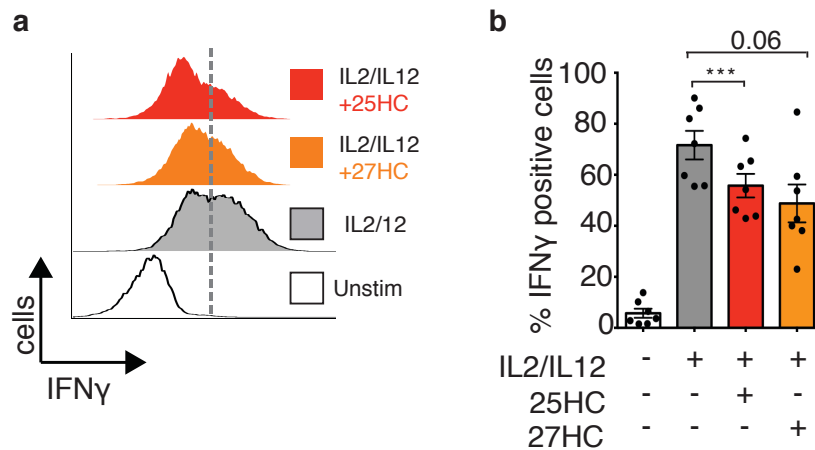 a
IL2/IL12
+25HC
IL2/IL12
+27HC
IL2/12
Unstim
cells
IFNγ
b
0.06
***
100
80
60
40
20
0
% IFNγ positive cells
IL2/IL12 - + + +
25HC - - + -
27HC - - - +